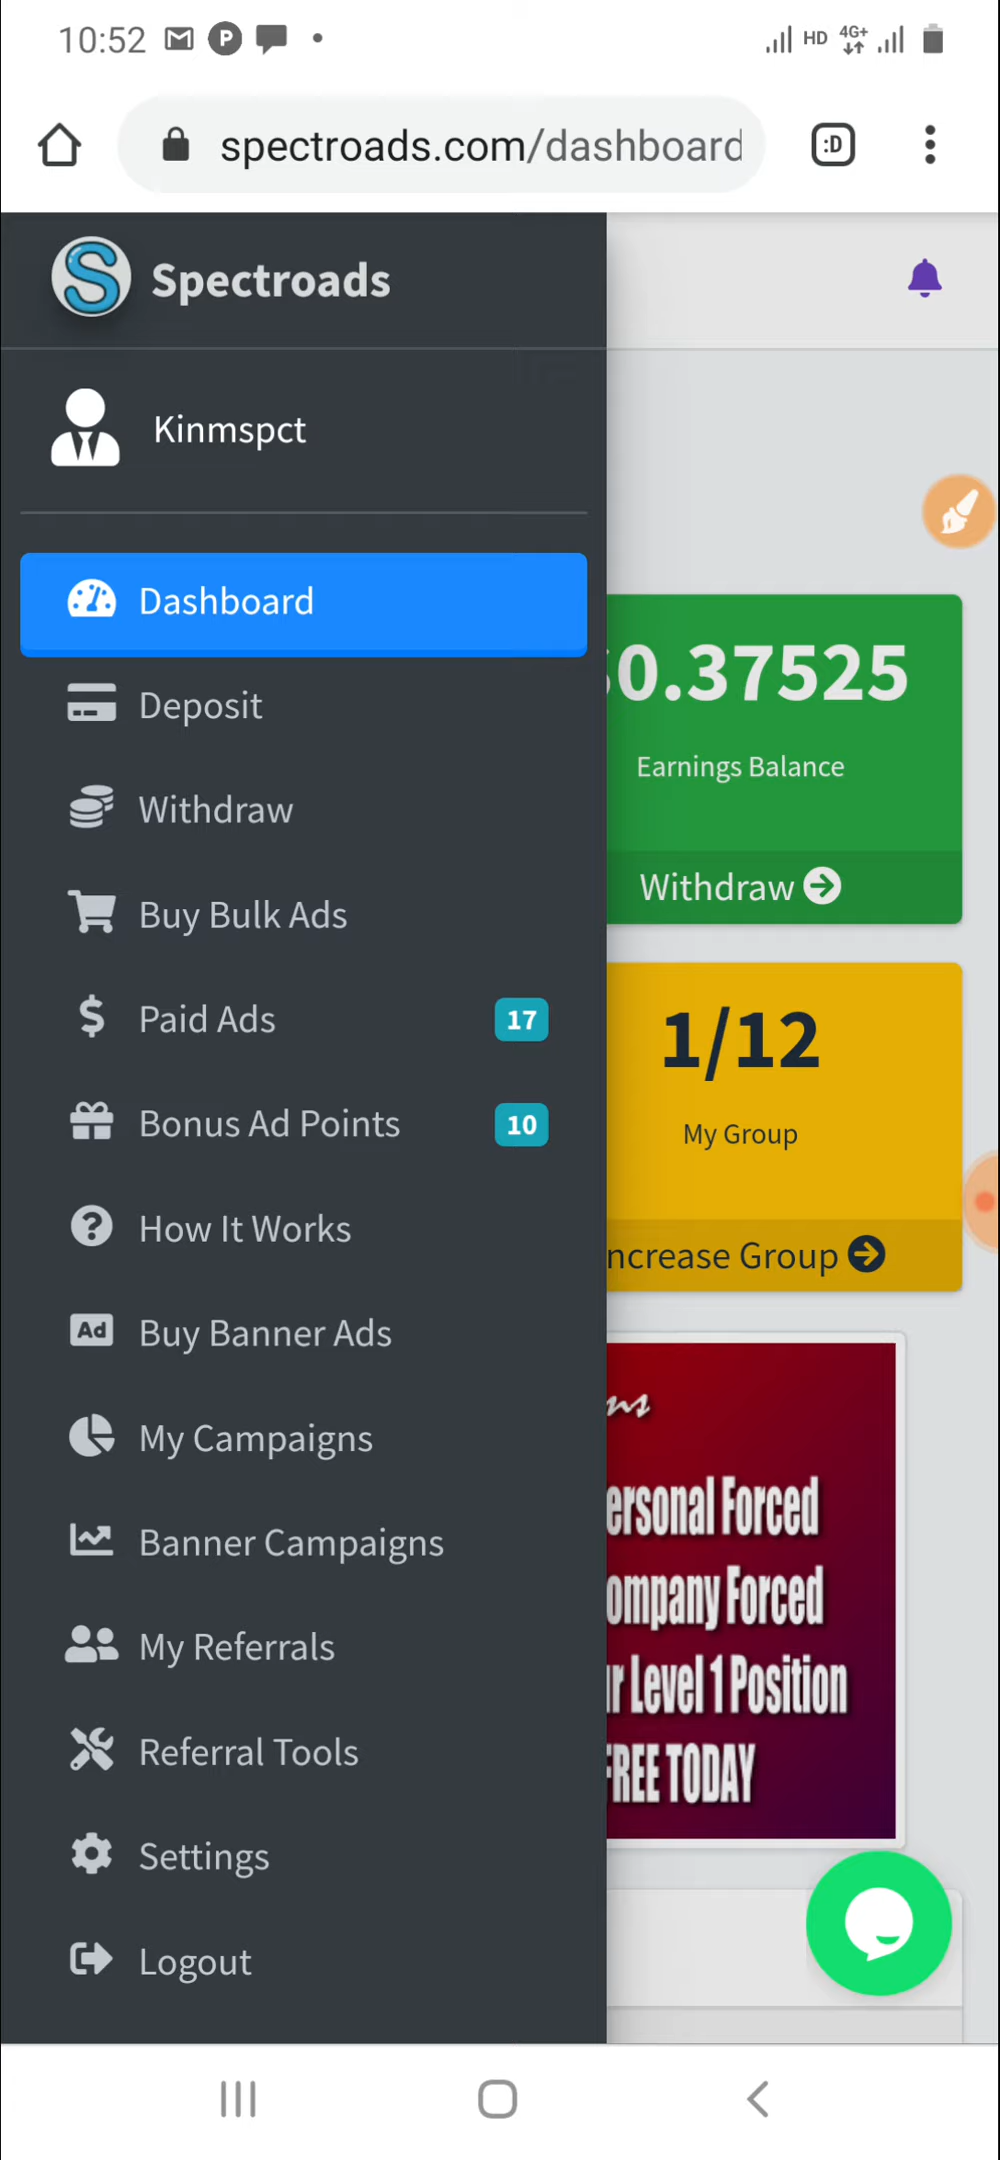 10:52
HD 4G+
spectroads.com/dashboard
:D
Spectroads
Kinmspct
Dashboard
Deposit
Withdraw
Buy Bulk Ads
Paid Ads 17
Bonus Ad Points 10
How It Works
Ad Buy Banner Ads
My Campaigns
Banner Campaigns
My Referrals
Referral Tools
Settings
Logout
0.37525
Earnings Balance
Withdraw
1/12
My Group
ncrease Group
ns
ersonal Forced
ompany Forced
r Level 1 Position
FREE TODAY